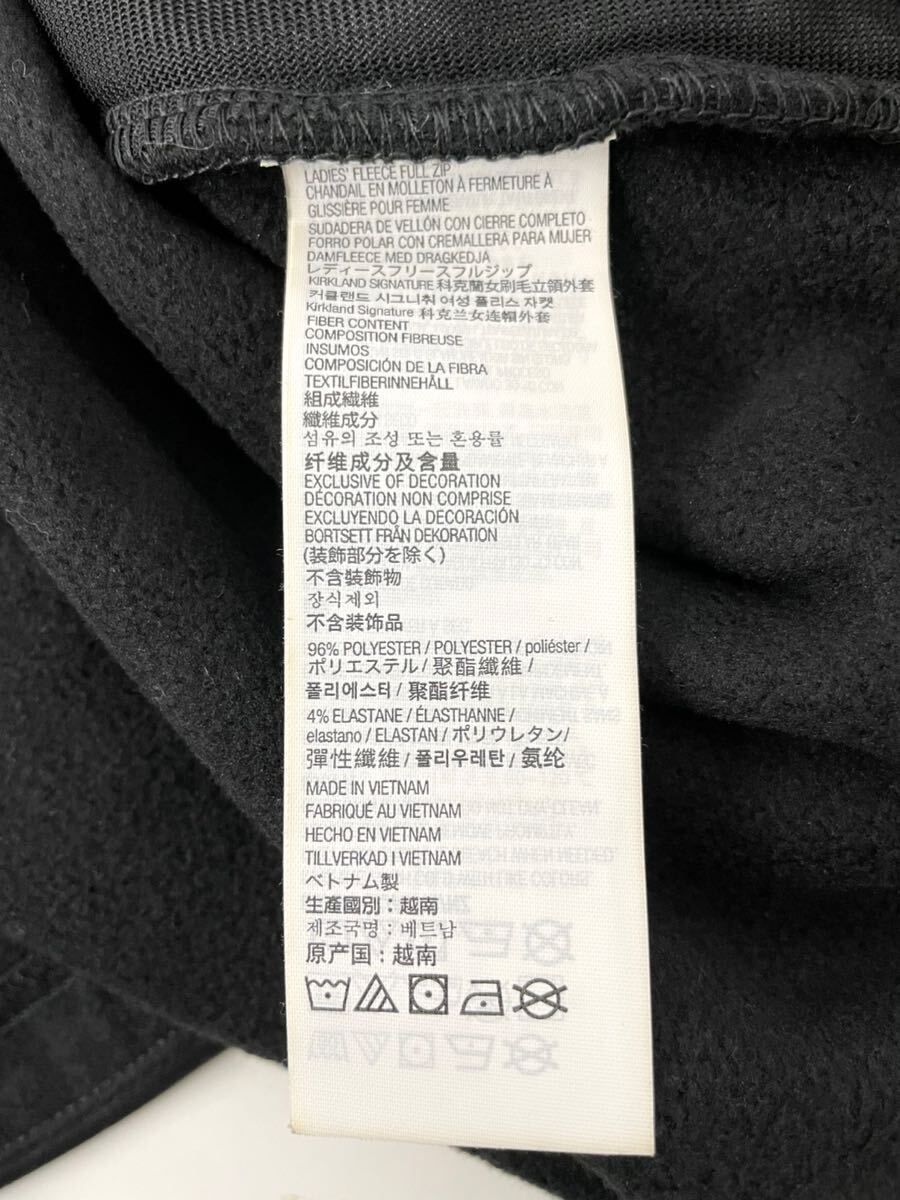 LADIES' FLEECE FULL ZIP
CHANDAIL EN MOLLETON À FERMETURE À
GLISSIÈRE POUR FEMME
SUDADERA DE VELLÓN CON CIERRE COMPLETO
FORRO POLAR CON CREMALLERA PARA MUJER
DAMFLEECE MED DRAGKEDJA
レディースフリースフルジップ
KIRKLAND SIGNATURE 科克蘭女刷毛立領外套
커클랜드 시그니춰 여성 플리스 자켓
Kirkland Signature 科克兰女连帽外套
FIBER CONTENT
COMPOSITION FIBREUSE
INSUMOS
COMPOSICIÓN DE LA FIBRA
TEXTILFIBERINNEHÅLL
組成繊維
纖維成分
섬유의 조성 또는 혼용률
纤维成分及含量
EXCLUSIVE OF DECORATION
DÉCORATION NON COMPRISE
EXCLUYENDO LA DECORACIÓN
BORTSETT FRÅN DEKORATION
(装飾部分を除く)
不含裝飾物
장식제외
不含装饰品
96% POLYESTER / POLYESTER / poliéster /
ポリエステル / 聚酯纖維 /
폴리에스터 / 聚酯纤维
4% ELASTANE / ÉLASTHANNE /
elastano / ELASTAN / ポリウレタン /
彈性纖維 / 폴리우레탄 / 氨纶
MADE IN VIETNAM
FABRIQUÉ AU VIETNAM
HECHO EN VIETNAM
TILLVERKAD I VIETNAM
ベトナム製
生產國別：越南
제조국명 : 베트남
原产国：越南